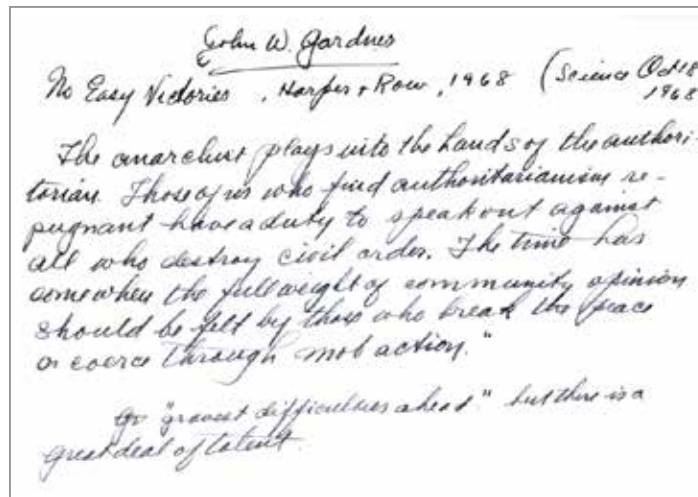 John W. Gardner
No Easy Victories, Harper + Row, 1968 (Science Oct 18
1968
The anarchist plays into the hands of the authori-
tarian. Those of us who find authoritarianism re-
pugnant have a duty to speak out against
all who destroy civil order. The time has
come when the full weight of community opinion
should be felt by those who break the peace
or coerce through mob action."
"gravest difficulties ahead" but there is a
great deal of talent.